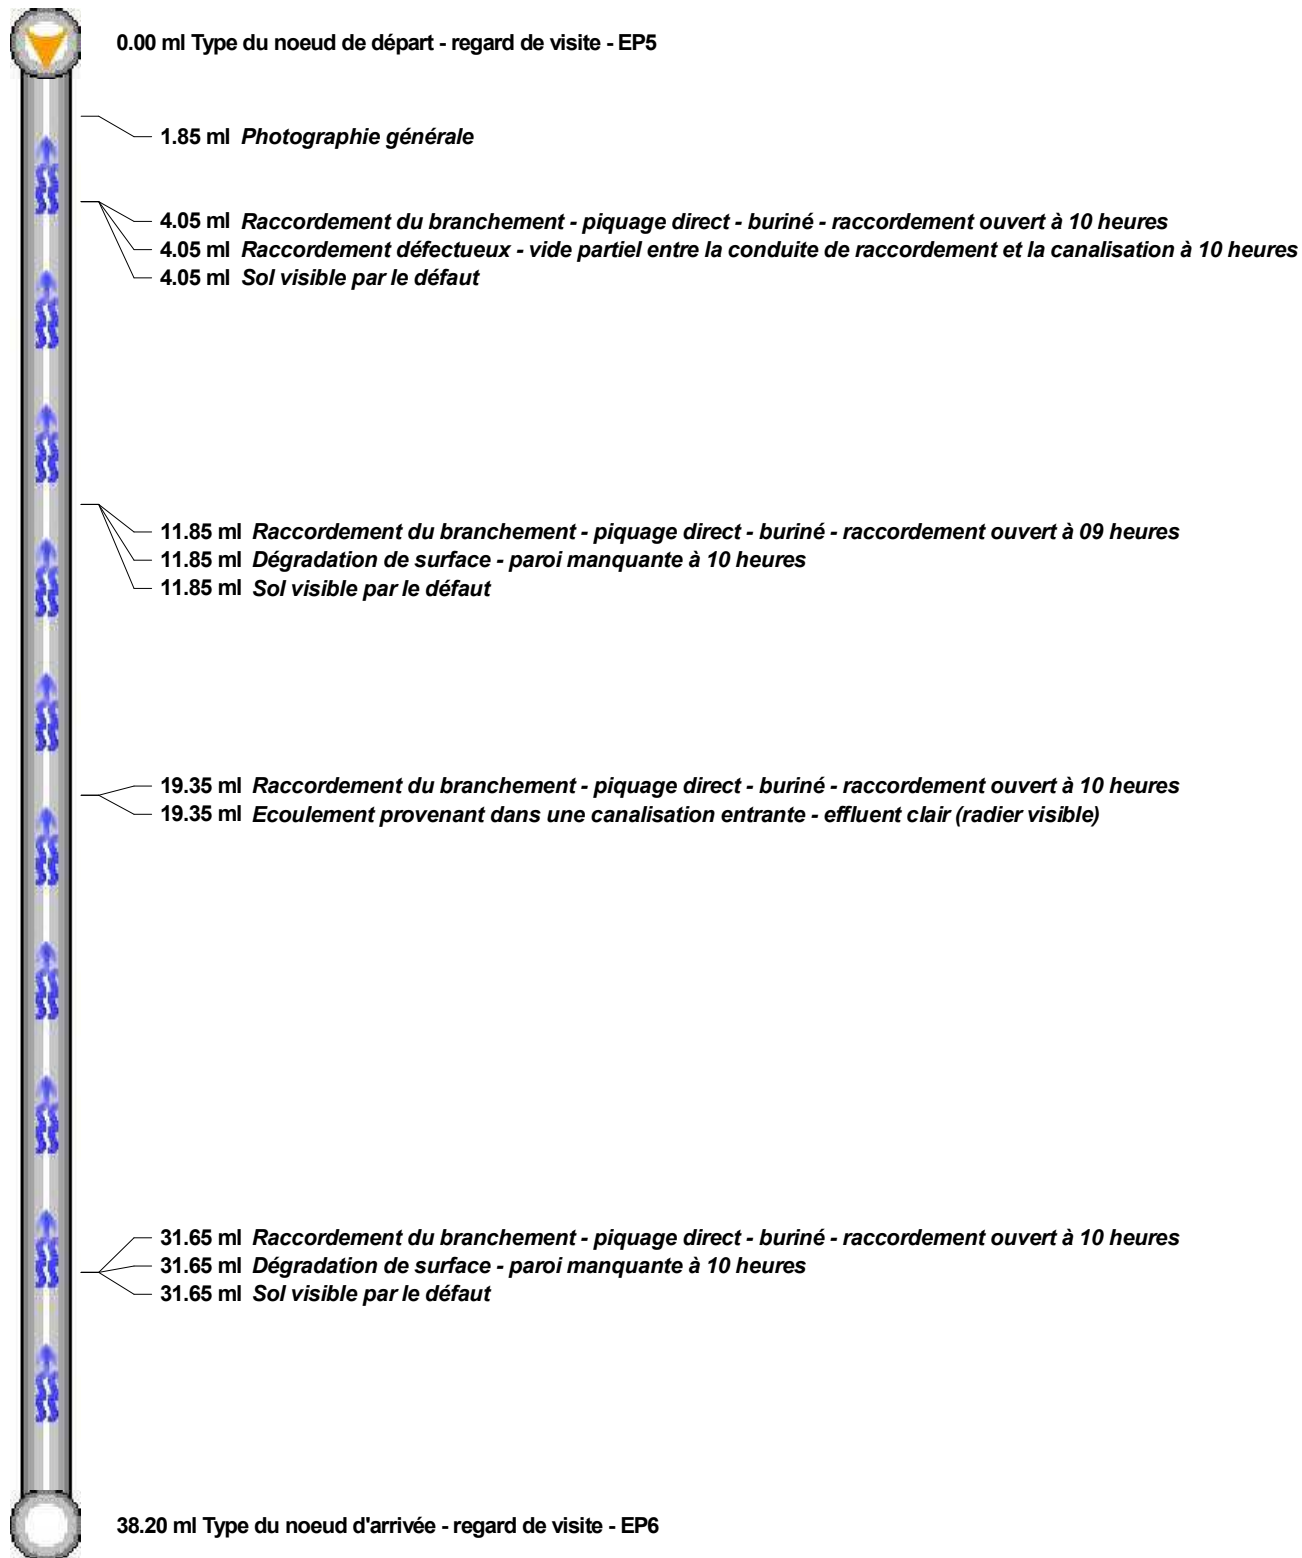 0.00 ml Type du noeud de départ - regard de visite - EP5
1.85 ml Photographie générale
4.05 ml Raccordement du branchement - piquage direct - buriné - raccordement ouvert à 10 heures
4.05 ml Raccordement défectueux - vide partiel entre la conduite de raccordement et la canalisation à 10 heures
4.05 ml Sol visible par le défaut
11.85 ml Raccordement du branchement - piquage direct - buriné - raccordement ouvert à 09 heures
11.85 ml Dégradation de surface - paroi manquante à 10 heures
11.85 ml Sol visible par le défaut
19.35 ml Raccordement du branchement - piquage direct - buriné - raccordement ouvert à 10 heures
19.35 ml Ecoulement provenant dans une canalisation entrante - effluent clair (radier visible)
31.65 ml Raccordement du branchement - piquage direct - buriné - raccordement ouvert à 10 heures
31.65 ml Dégradation de surface - paroi manquante à 10 heures
31.65 ml Sol visible par le défaut
38.20 ml Type du noeud d'arrivée - regard de visite - EP6